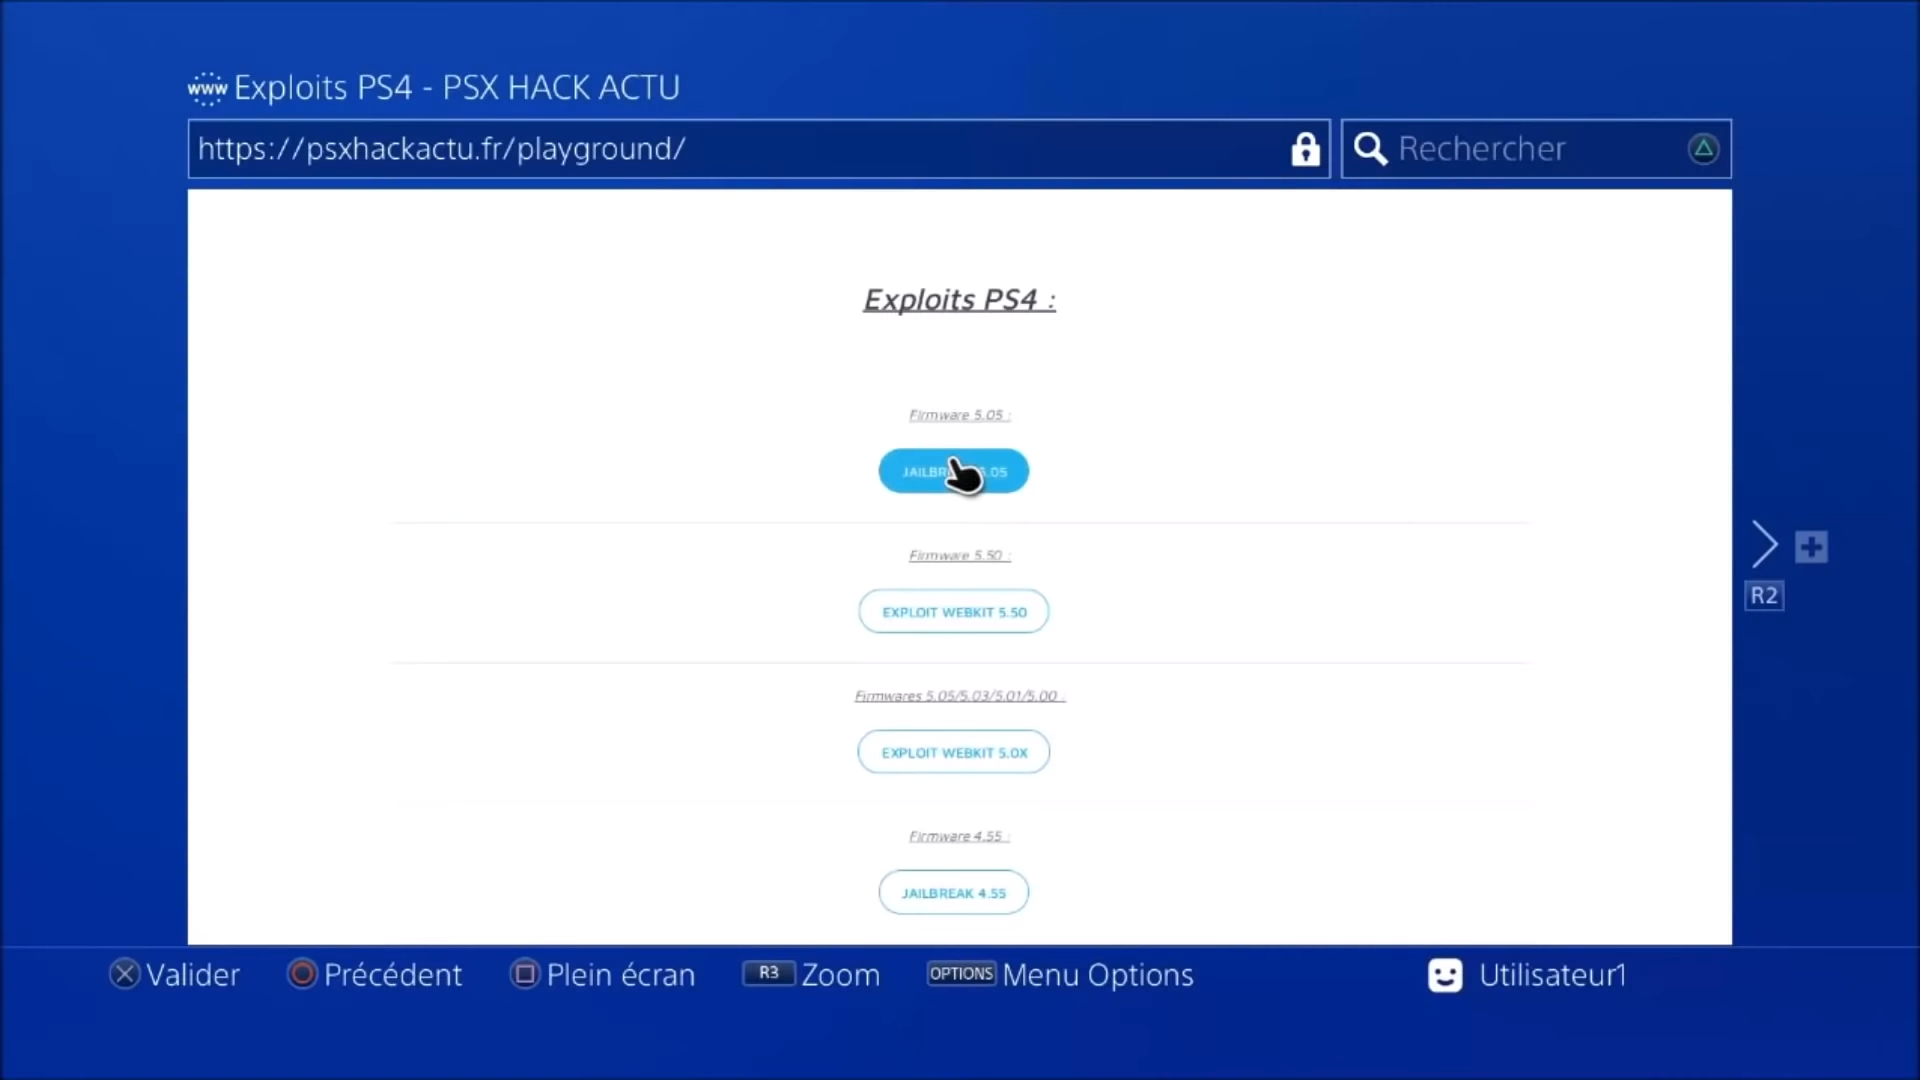 www Exploits PS4 - PSX HACK ACTU
https://psxhackactu.fr/playground/
Rechercher
Exploits PS4 :
Firmware 5.05 :
Firmware 5.50 :
EXPLOIT WEBKIT 5.50
Firmwares 5.05/5.03/5.01/5.00 :
EXPLOIT WEBKIT 5.0X
Firmware 4.55 :
JAILBREAK 4.55
R2
Valider
Précédent
Plein écran
R3 Zoom
OPTIONS Menu Options
Utilisateur1